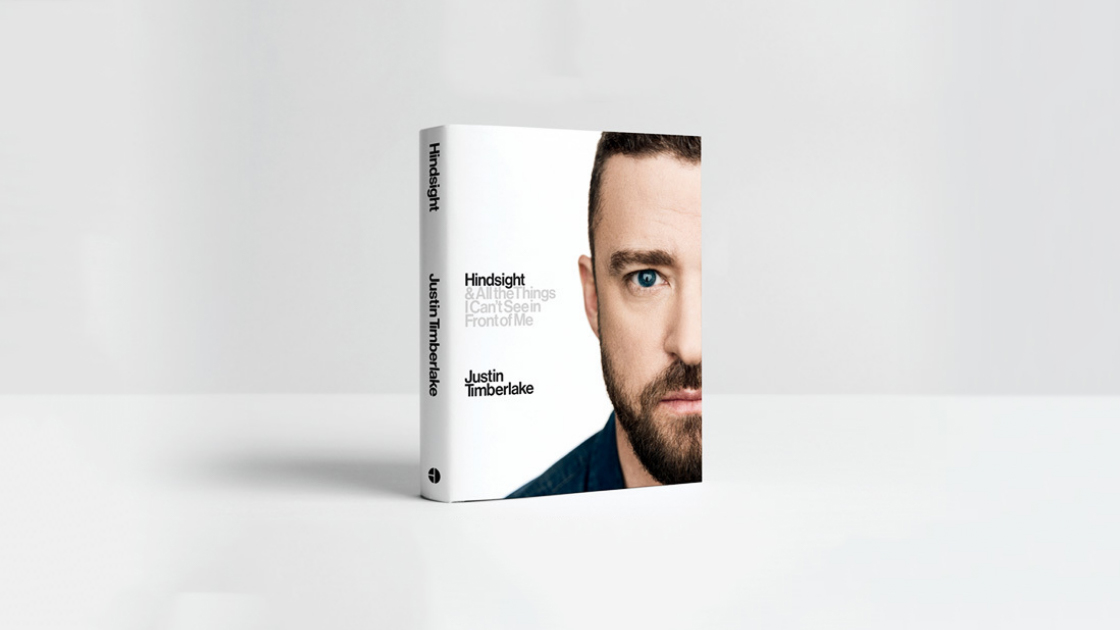 Hindsight
Justin Timberlake
Hindsight
& All the Things
I Can't See in
Front of Me
Justin
Timberlake